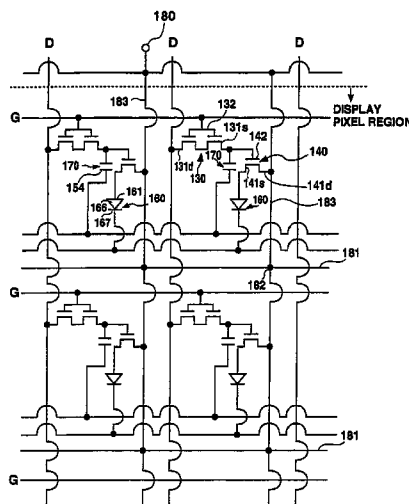 180
D D D
183
DISPLAY
PIXEL REGION
G
132
131s
142
140
170
131d
130
170
141s
141d
154
161
166
160
167
160
183
181
182
G
181
G